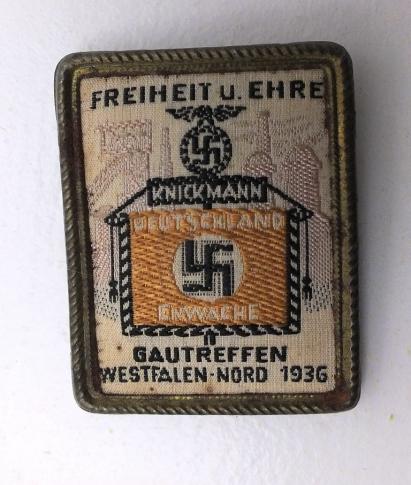 FREIHEIT U. EHRE
KNICKMANN
DEUTSCHLAND
ERWACHE
GAUTREFFEN
WESTFALEN-NORD 1936